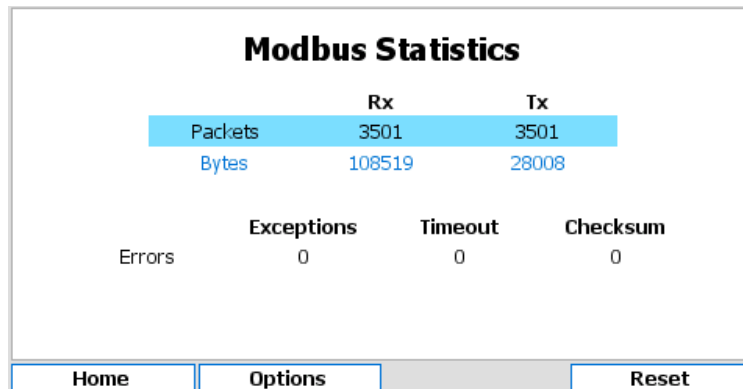 Modbus Statistics
Rx Tx
Packets 3501 3501
Bytes 108519 28008
Exceptions Timeout Checksum
Errors 0 0 0
Home Options Reset